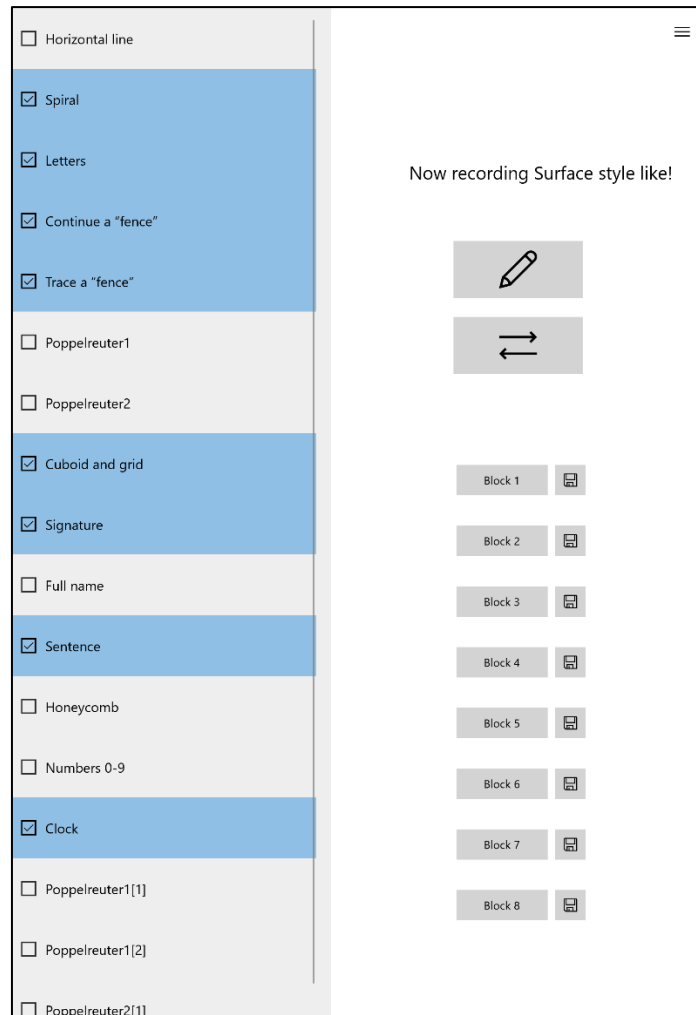 Horizontal line
Spiral
Letters
Continue a “fence”
Trace a “fence”
Poppelreuter1
Poppelreuter2
Cuboid and grid
Signature
Full name
Sentence
Honeycomb
Numbers 0-9
Clock
Poppelreuter1[1]
Poppelreuter1[2]
Poppelreuter2[1]
Now recording Surface style like!
Block 1
Block 2
Block 3
Block 4
Block 5
Block 6
Block 7
Block 8